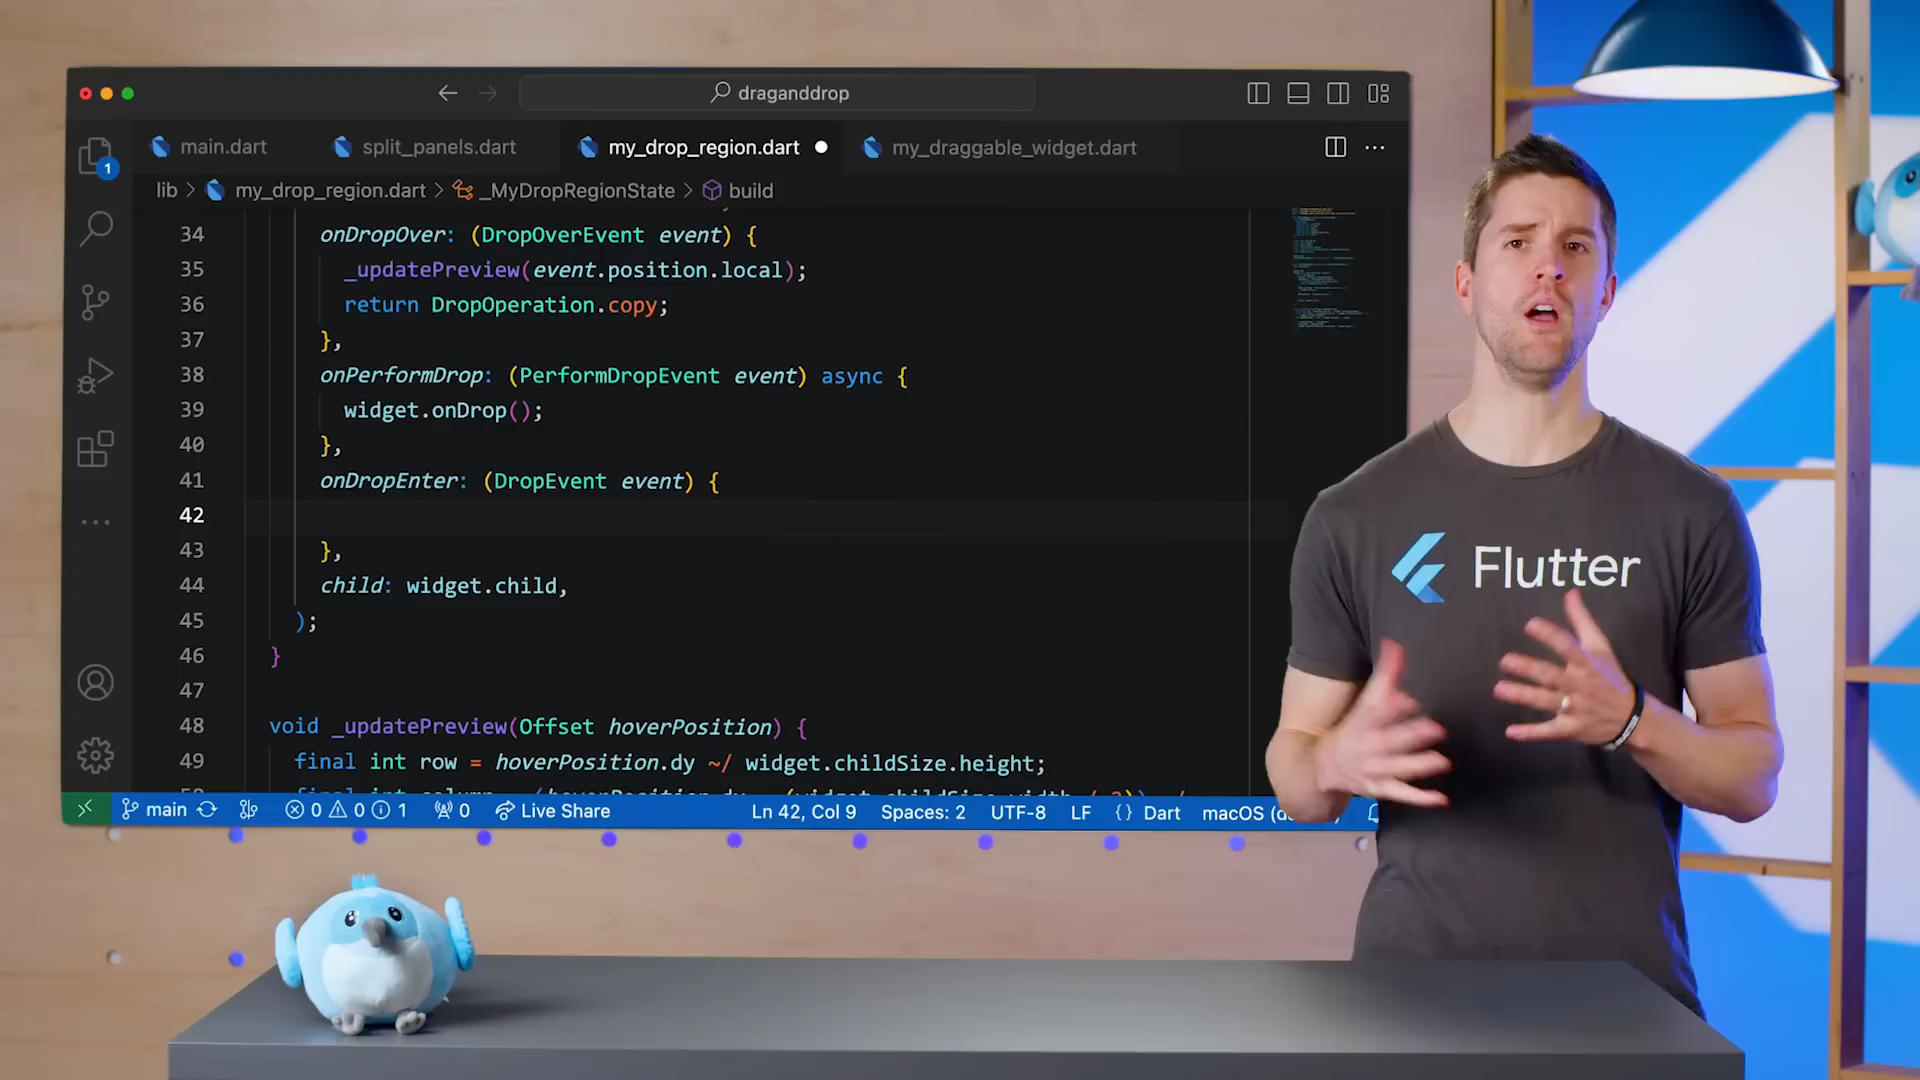 draganddrop
main.dart
split_panels.dart
my_drop_region.dart
my_draggable_widget.dart
1
lib > my_drop_region.dart > _MyDropRegionState > build
34 onDropOver: (DropOverEvent event) {
35 _updatePreview(event.position.local);
36 return DropOperation.copy;
37 },
38 onPerformDrop: (PerformDropEvent event) async {
39 widget.onDrop();
40 },
41 onDropEnter: (DropEvent event) {
42
43 },
44 child: widget.child,
45 );
46 }
47
48 void _updatePreview(Offset hoverPosition) {
49 final int row = hoverPosition.dy ~/ widget.childSize.height;
main 0 0 1 0 Live Share Ln 42, Col 9 Spaces: 2 UTF-8 LF {} Dart macOS
Flutter